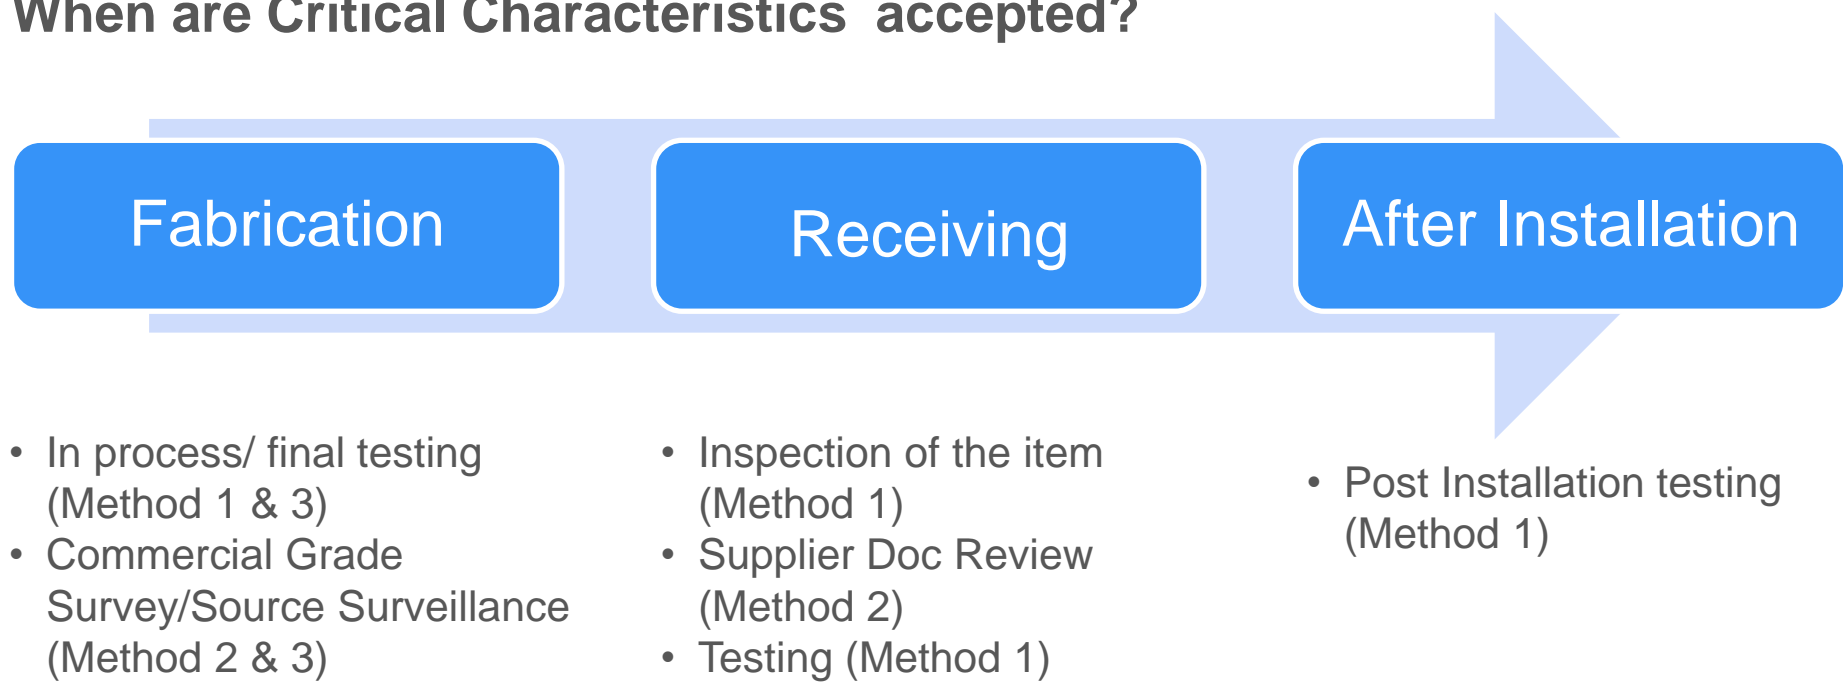 When are Critical Characteristics accepted?
Fabrication
Receiving
After Installation
• In process/ final testing
(Method 1 & 3)
• Commercial Grade
Survey/Source Surveillance
(Method 2 & 3)
• Inspection of the item
(Method 1)
• Supplier Doc Review
(Method 2)
• Testing (Method 1)
• Post Installation testing
(Method 1)